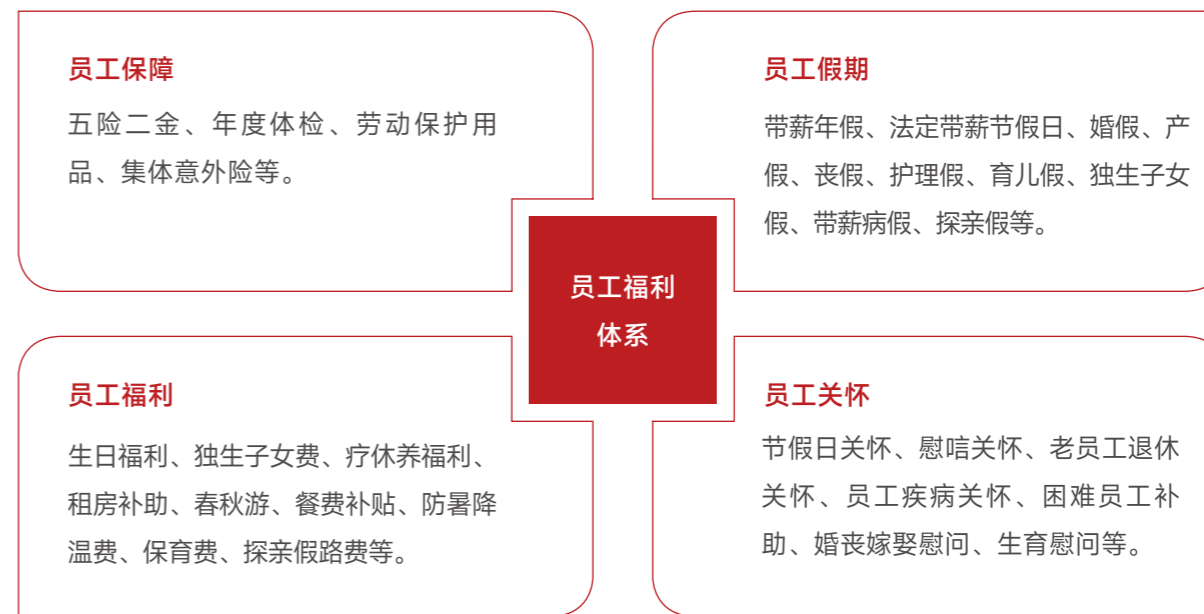 员工保障
五险二金、年度体检、劳动保护用
品、集体意外险等。
员工假期
带薪年假、法定带薪节假日、婚假、产
假、丧假、护理假、育儿假、独生子女
假、带薪病假、探亲假等。
员工福利
体系
员工福利
生日福利、独生子女费、疗休养福利、
租房补助、春秋游、餐费补贴、防暑降
温费、保育费、探亲假路费等。
员工关怀
节假日关怀、慰唁关怀、老员工退休
关怀、员工疾病关怀、困难员工补
助、婚丧嫁娶慰问、生育慰问等。